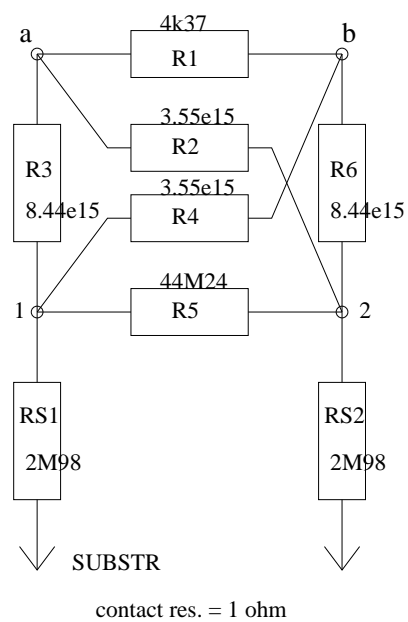 4k37
a b
R1
3.55e15
R2
R3 R6
3.55e15
8.44e15 R4 8.44e15
44M24
1 R5 2
RS1 RS2
2M98 2M98
SUBSTR
contact res. = 1 ohm